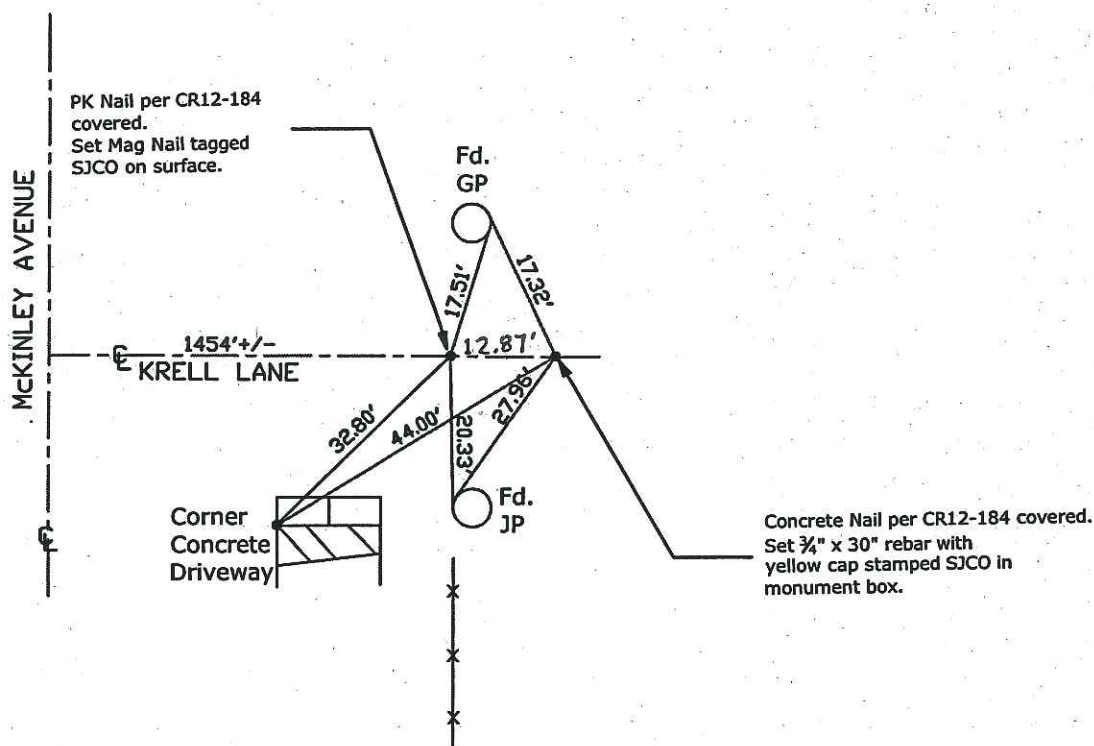 PK Nail per CR12-184
covered.
Set Mag Nail tagged
SJCO on surface.
McKINLEY AVENUE
Fd.
GP
17.51'
17.32'
1454'+/-
12.87'
℄ KRELL LANE
32.80'
44.00'
20.33'
27.96'
℄
Corner
Concrete
Driveway
Fd.
JP
Concrete Nail per CR12-184 covered.
Set ¾" x 30" rebar with
yellow cap stamped SJCO in
monument box.